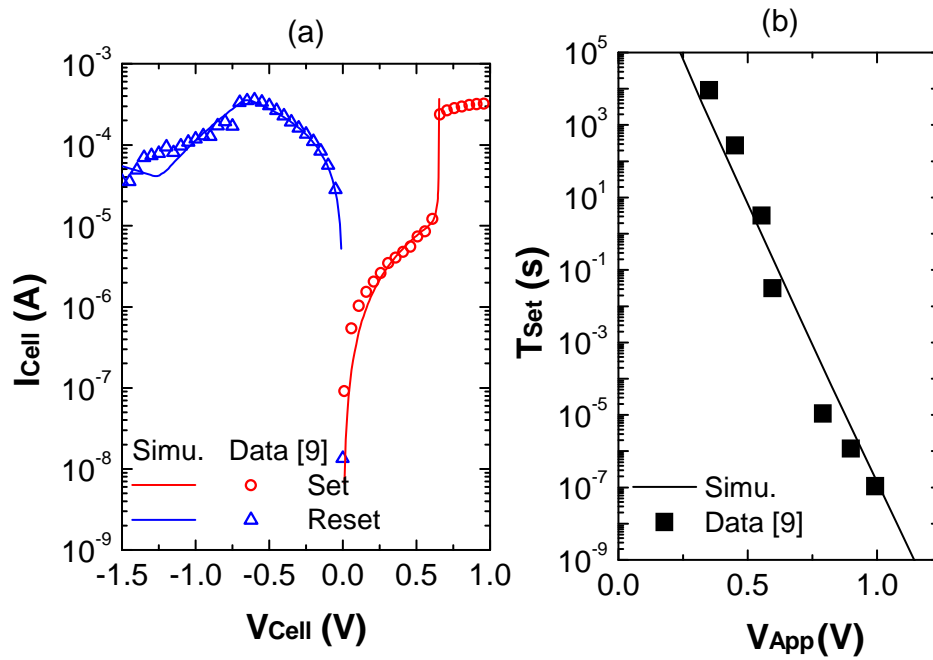 (a)
10-3
10-4
10-5
10-6
10-7
10-8
10-9
ICell (A)
Simu. Data [9]
Set
Reset
-1.5 -1.0 -0.5 0.0 0.5 1.0
VCell (V)
(b)
105
103
101
10-1
10-3
10-5
10-7
10-9
TSet (s)
Simu.
Data [9]
0.0 0.5 1.0
VApp(V)